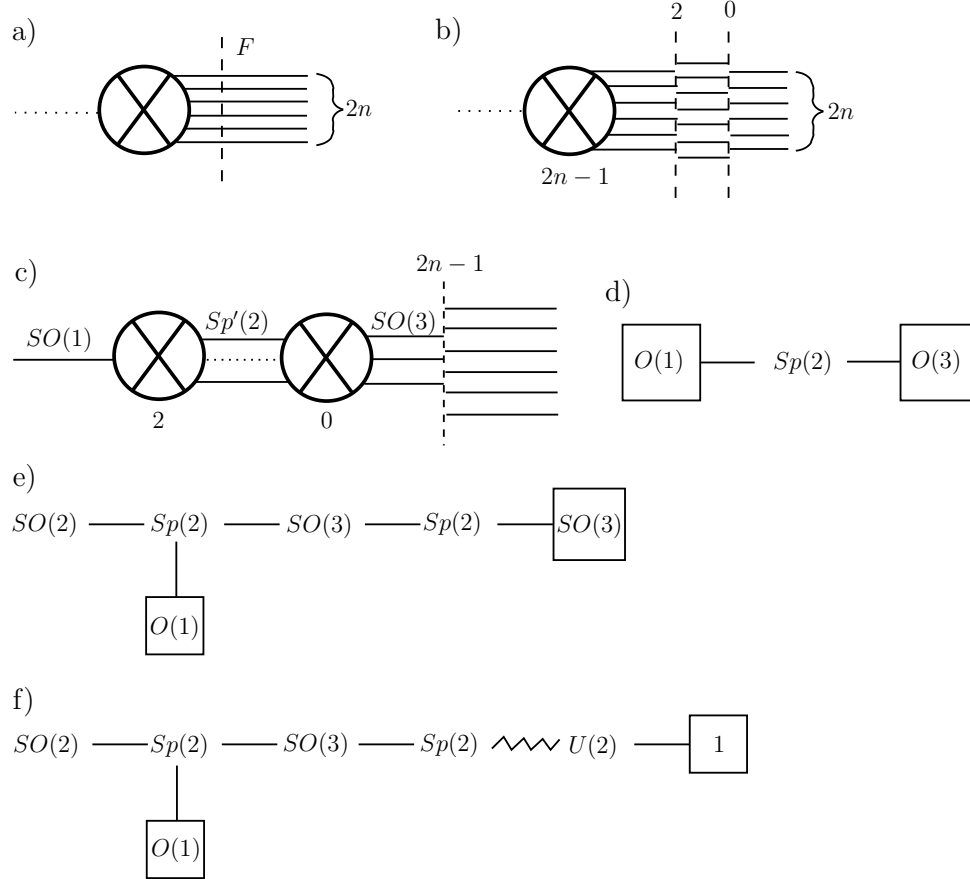 a)
F
2n
b)
2 0
2n
2n − 1
c)
SO(1)
Sp′(2)
SO(3)
2n − 1
2
0
d)
O(1) Sp(2) O(3)
e)
SO(2) Sp(2) SO(3) Sp(2) SO(3)
O(1)
f)
SO(2) Sp(2) SO(3) Sp(2) U(2) 1
O(1)